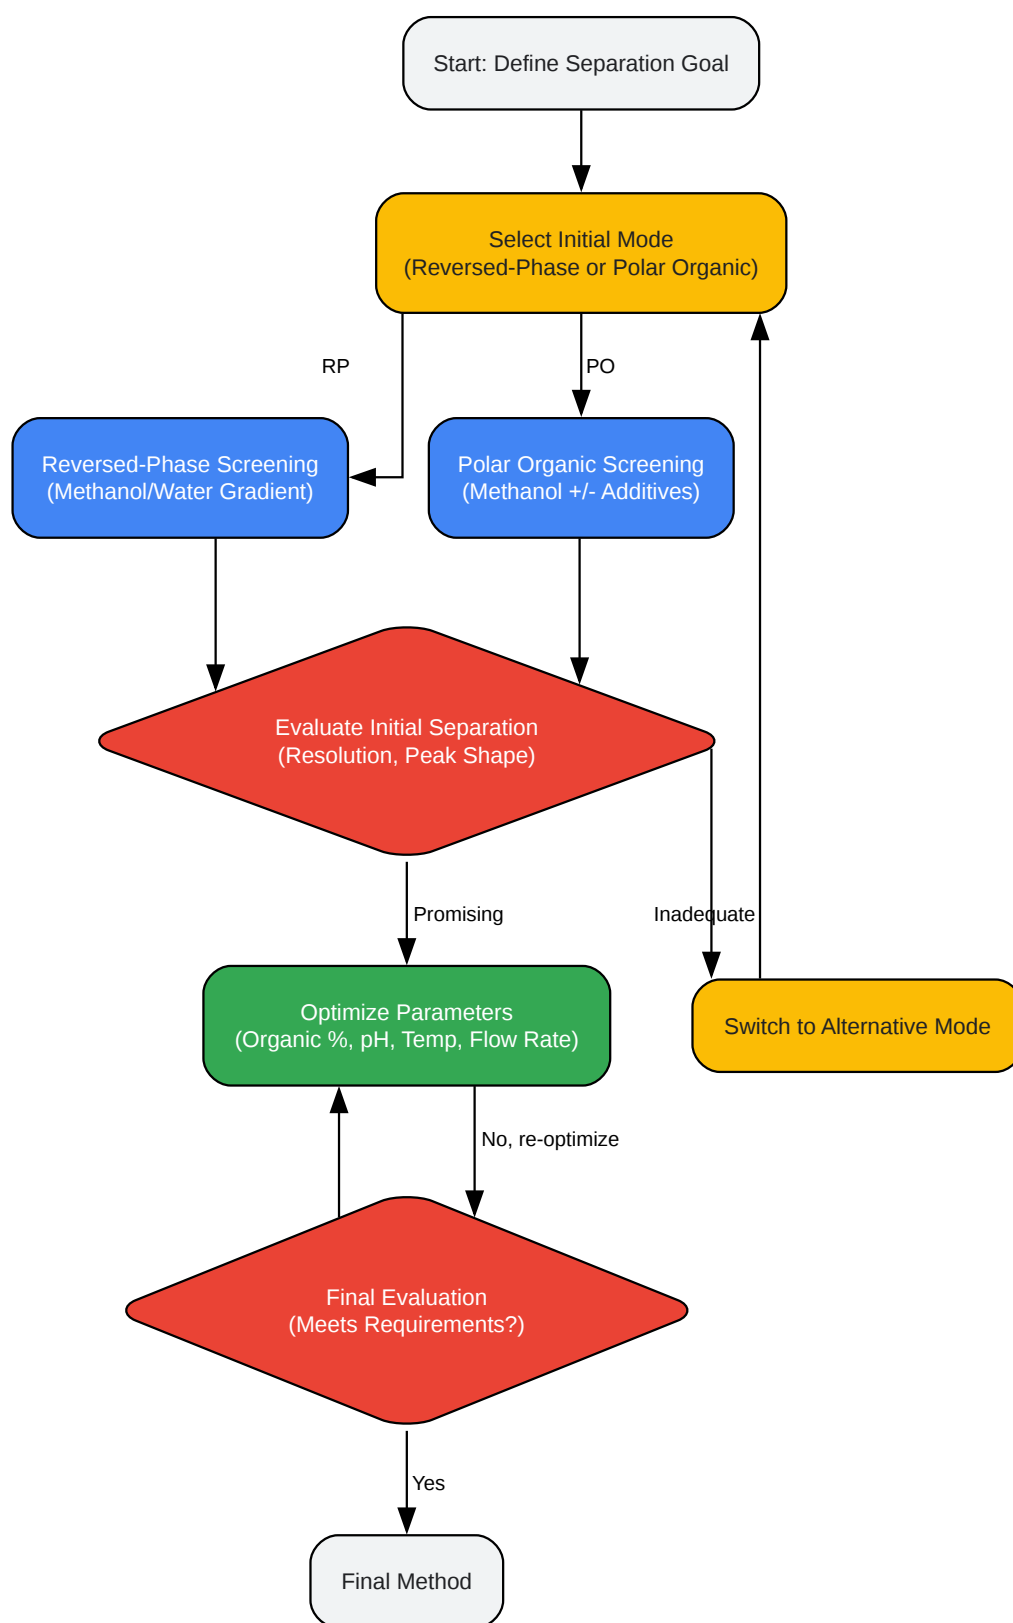 Start: Define Separation Goal
Select Initial Mode
(Reversed-Phase or Polar Organic)
RP
PO
Reversed-Phase Screening
(Methanol/Water Gradient)
Polar Organic Screening
(Methanol +/- Additives)
Evaluate Initial Separation
(Resolution, Peak Shape)
Promising
Inadequate
Optimize Parameters
(Organic %, pH, Temp, Flow Rate)
Switch to Alternative Mode
No, re-optimize
Final Evaluation
(Meets Requirements?)
Yes
Final Method